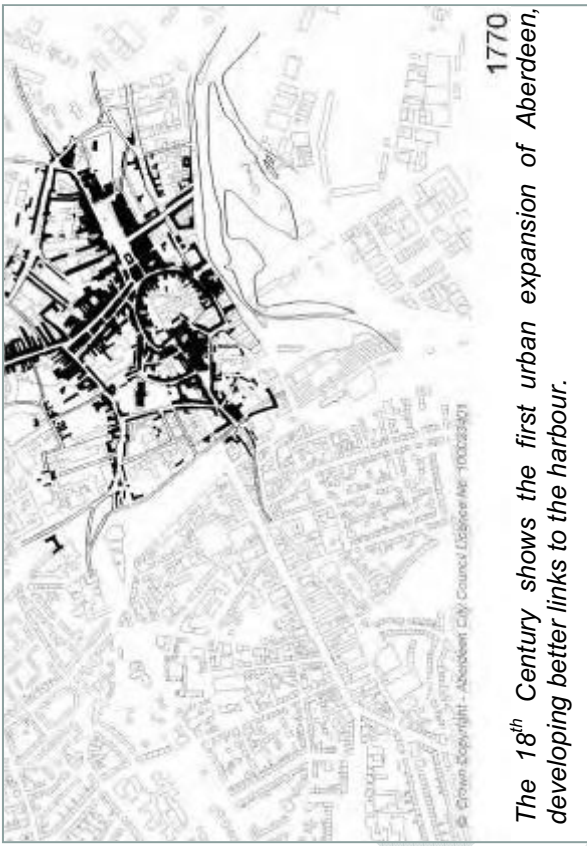 1770
© Crown Copyright - Aberdeen City Council Licence No 100023401
The 18th Century shows the first urban expansion of Aberdeen,
developing better links to the harbour.